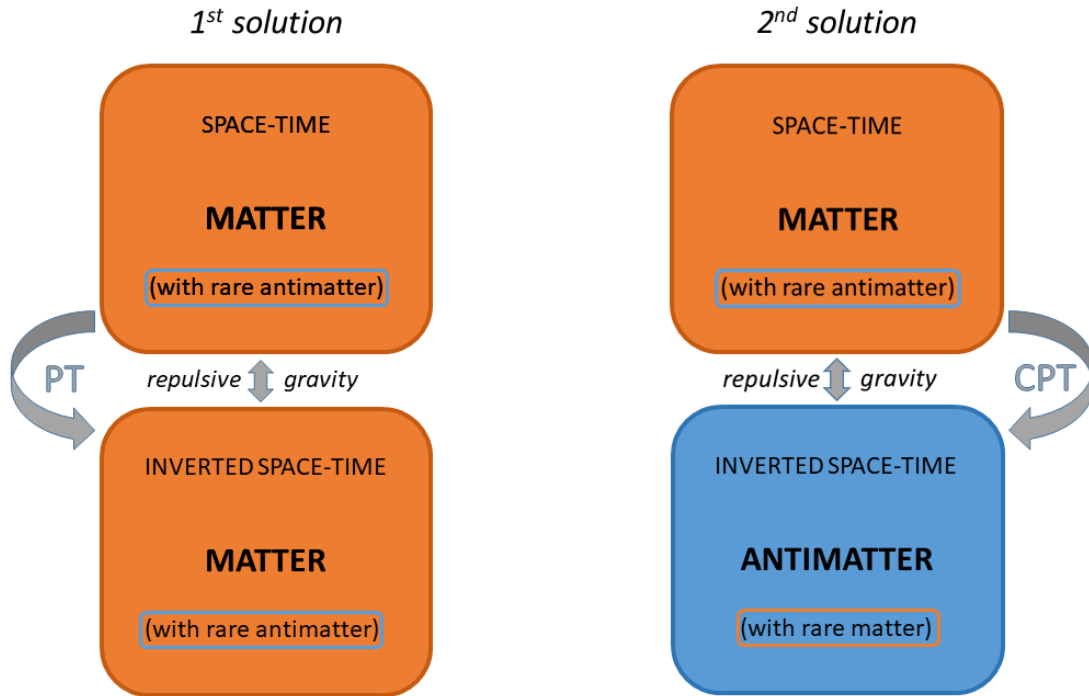 1st solution
SPACE-TIME
MATTER
(with rare antimatter)
PT
repulsive gravity
INVERTED SPACE-TIME
MATTER
(with rare antimatter)
2nd solution
SPACE-TIME
MATTER
(with rare antimatter)
repulsive gravity
CPT
INVERTED SPACE-TIME
ANTIMATTER
(with rare matter)